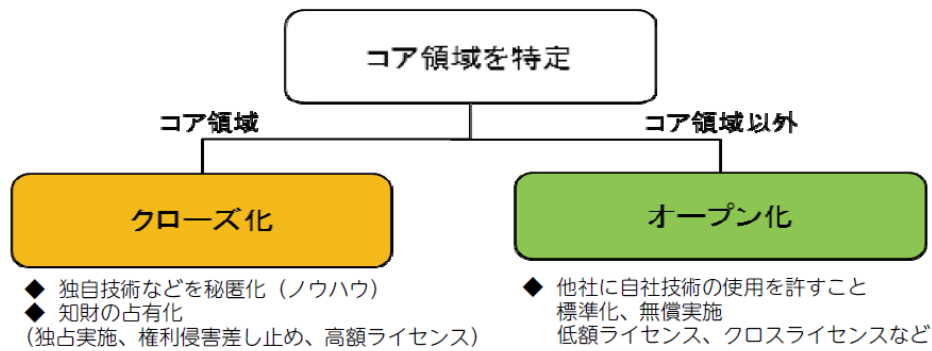 コア領域を特定
コア領域
コア領域以外
クローズ化
オープン化
◆ 独自技術などを秘匿化（ノウハウ）
◆ 知財の占有化
（独占実施、権利侵害差し止め、高額ライセンス）
◆ 他社に自社技術の使用を許すこと
標準化、無償実施
低額ライセンス、クロスライセンスなど